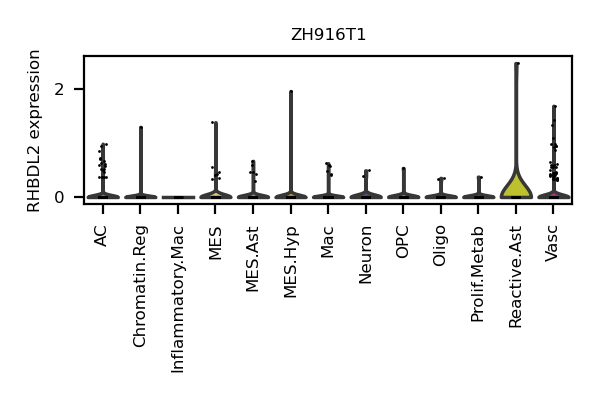 ZH916T1
RHBDL2 expression
2
0
AC
Chromatin.Reg
Inflammatory.Mac
MES
MES.Ast
MES.Hyp
Mac
Neuron
OPC
Oligo
Prolif.Metab
Reactive.Ast
Vasc